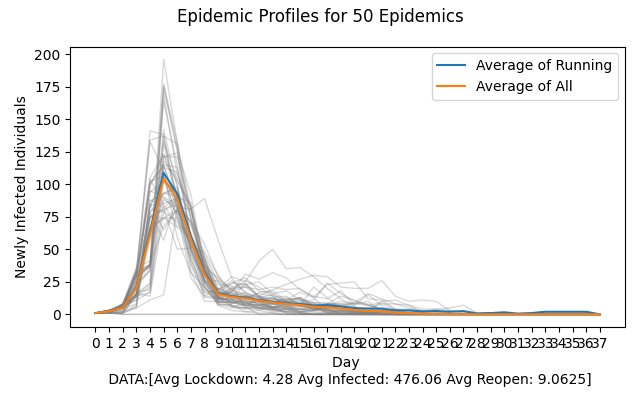 Epidemic Profiles for 50 Epidemics
200
175
150
125
100
75
50
25
0
Newly Infected Individuals
Average of Running
Average of All
0 1 2 3 4 5 6 7 8 9 10 11 12 13 14 15 16 17 18 19 20 21 22 23 24 25 26 27 28 29 30 31 32 33 34 35 36 37
Day
DATA:[Avg Lockdown: 4.28 Avg Infected: 476.06 Avg Reopen: 9.0625]